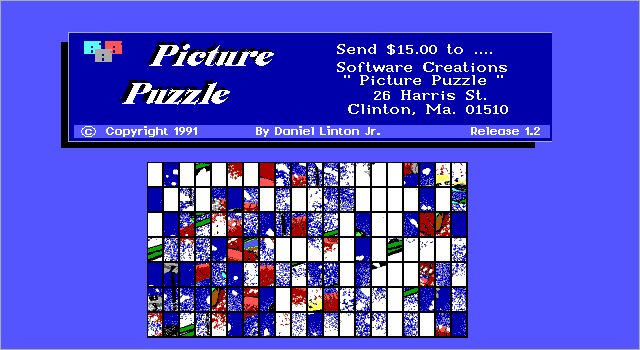 Picture
Puzzle
Send $15.00 to ....
Software Creations
" Picture Puzzle "
26 Harris St.
Clinton, Ma. 01510
© Copyright 1991 By Daniel Linton Jr. Release 1.2